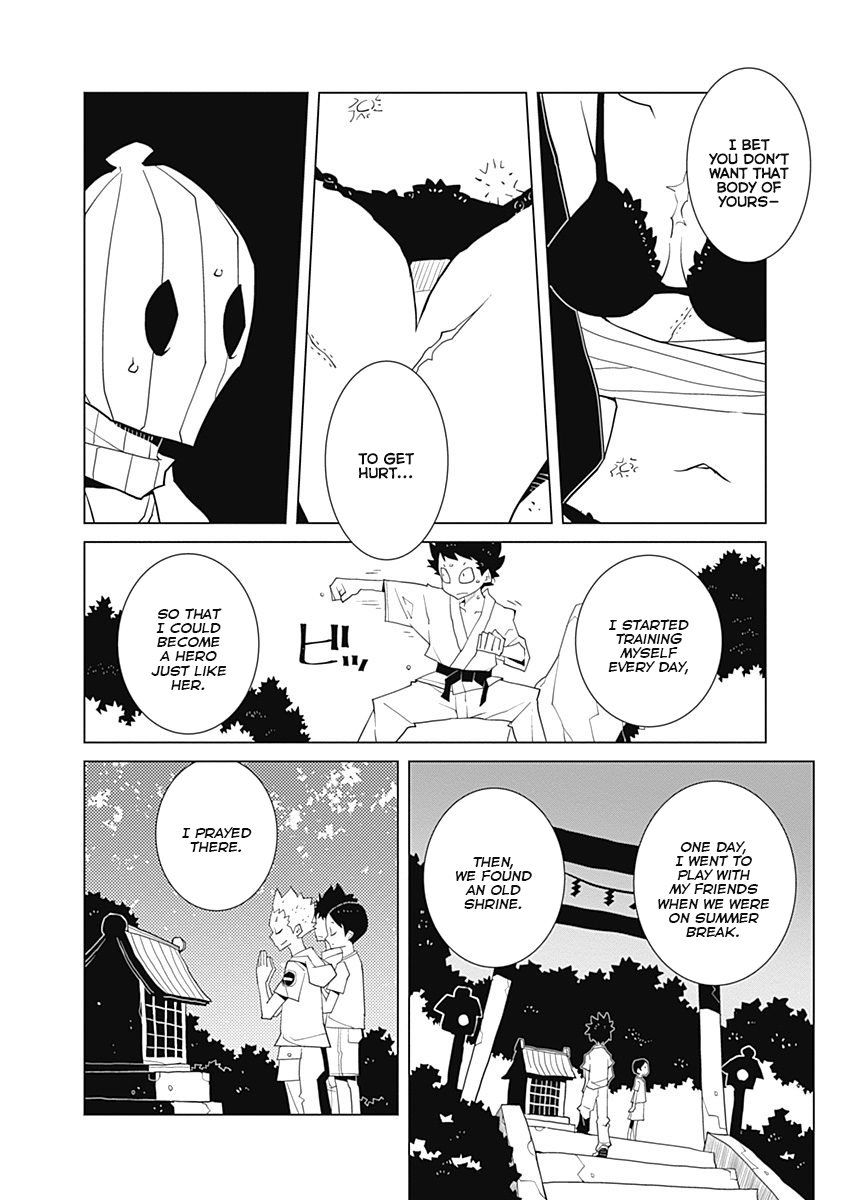 I BET
YOU DON'T
WANT THAT
BODY OF
YOURS—
TO GET
HURT...
I STARTED
TRAINING
MYSELF
EVERY DAY,
SO THAT
I COULD
BECOME
A HERO
JUST LIKE
HER.
ビッ
ONE DAY,
I WENT TO
PLAY WITH
MY FRIENDS
WHEN WE WERE
ON SUMMER
BREAK.
THEN,
WE FOUND
AN OLD
SHRINE.
I PRAYED
THERE.